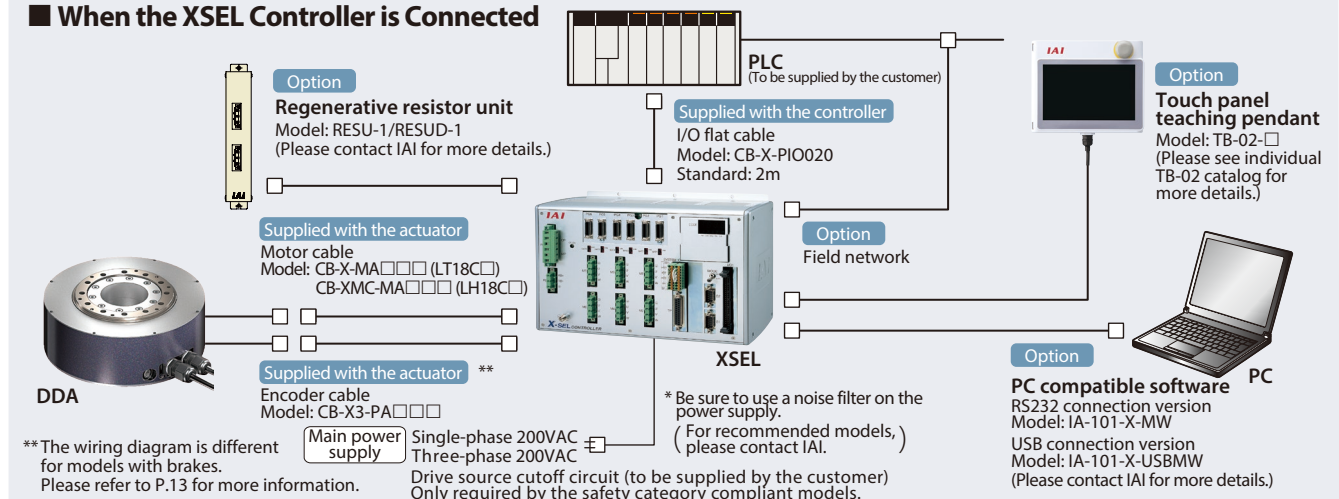 ■ When the XSEL Controller is Connected
Option
Regenerative resistor unit
Model: RESU-1/RESUD-1
(Please contact IAI for more details.)
IAI
PLC
(To be supplied by the customer)
Supplied with the controller
I/O flat cable
Model: CB-X-PIO020
Standard: 2m
IAI
Option
Touch panel
teaching pendant
Model: TB-02-□
(Please see individual
TB-02 catalog for
more details.)
Supplied with the actuator
Motor cable
Model: CB-X-MA□□□ (LT18C□)
CB-XMC-MA□□□ (LH18C□)
IAI
X-SEL CONTROLLER
XSEL
Option
Field network
DDA
Supplied with the actuator **
Encoder cable
Model: CB-X3-PA□□□
** The wiring diagram is different
for models with brakes.
Please refer to P.13 for more information.
Main power
supply
Single-phase 200VAC
Three-phase 200VAC
* Be sure to use a noise filter on the
power supply.
( For recommended models,
please contact IAI. )
Drive source cutoff circuit (to be supplied by the customer)
Only required by the safety category compliant models.
Option
PC
PC compatible software
RS232 connection version
Model: IA-101-X-MW
USB connection version
Model: IA-101-X-USBMW
(Please contact IAI for more details.)